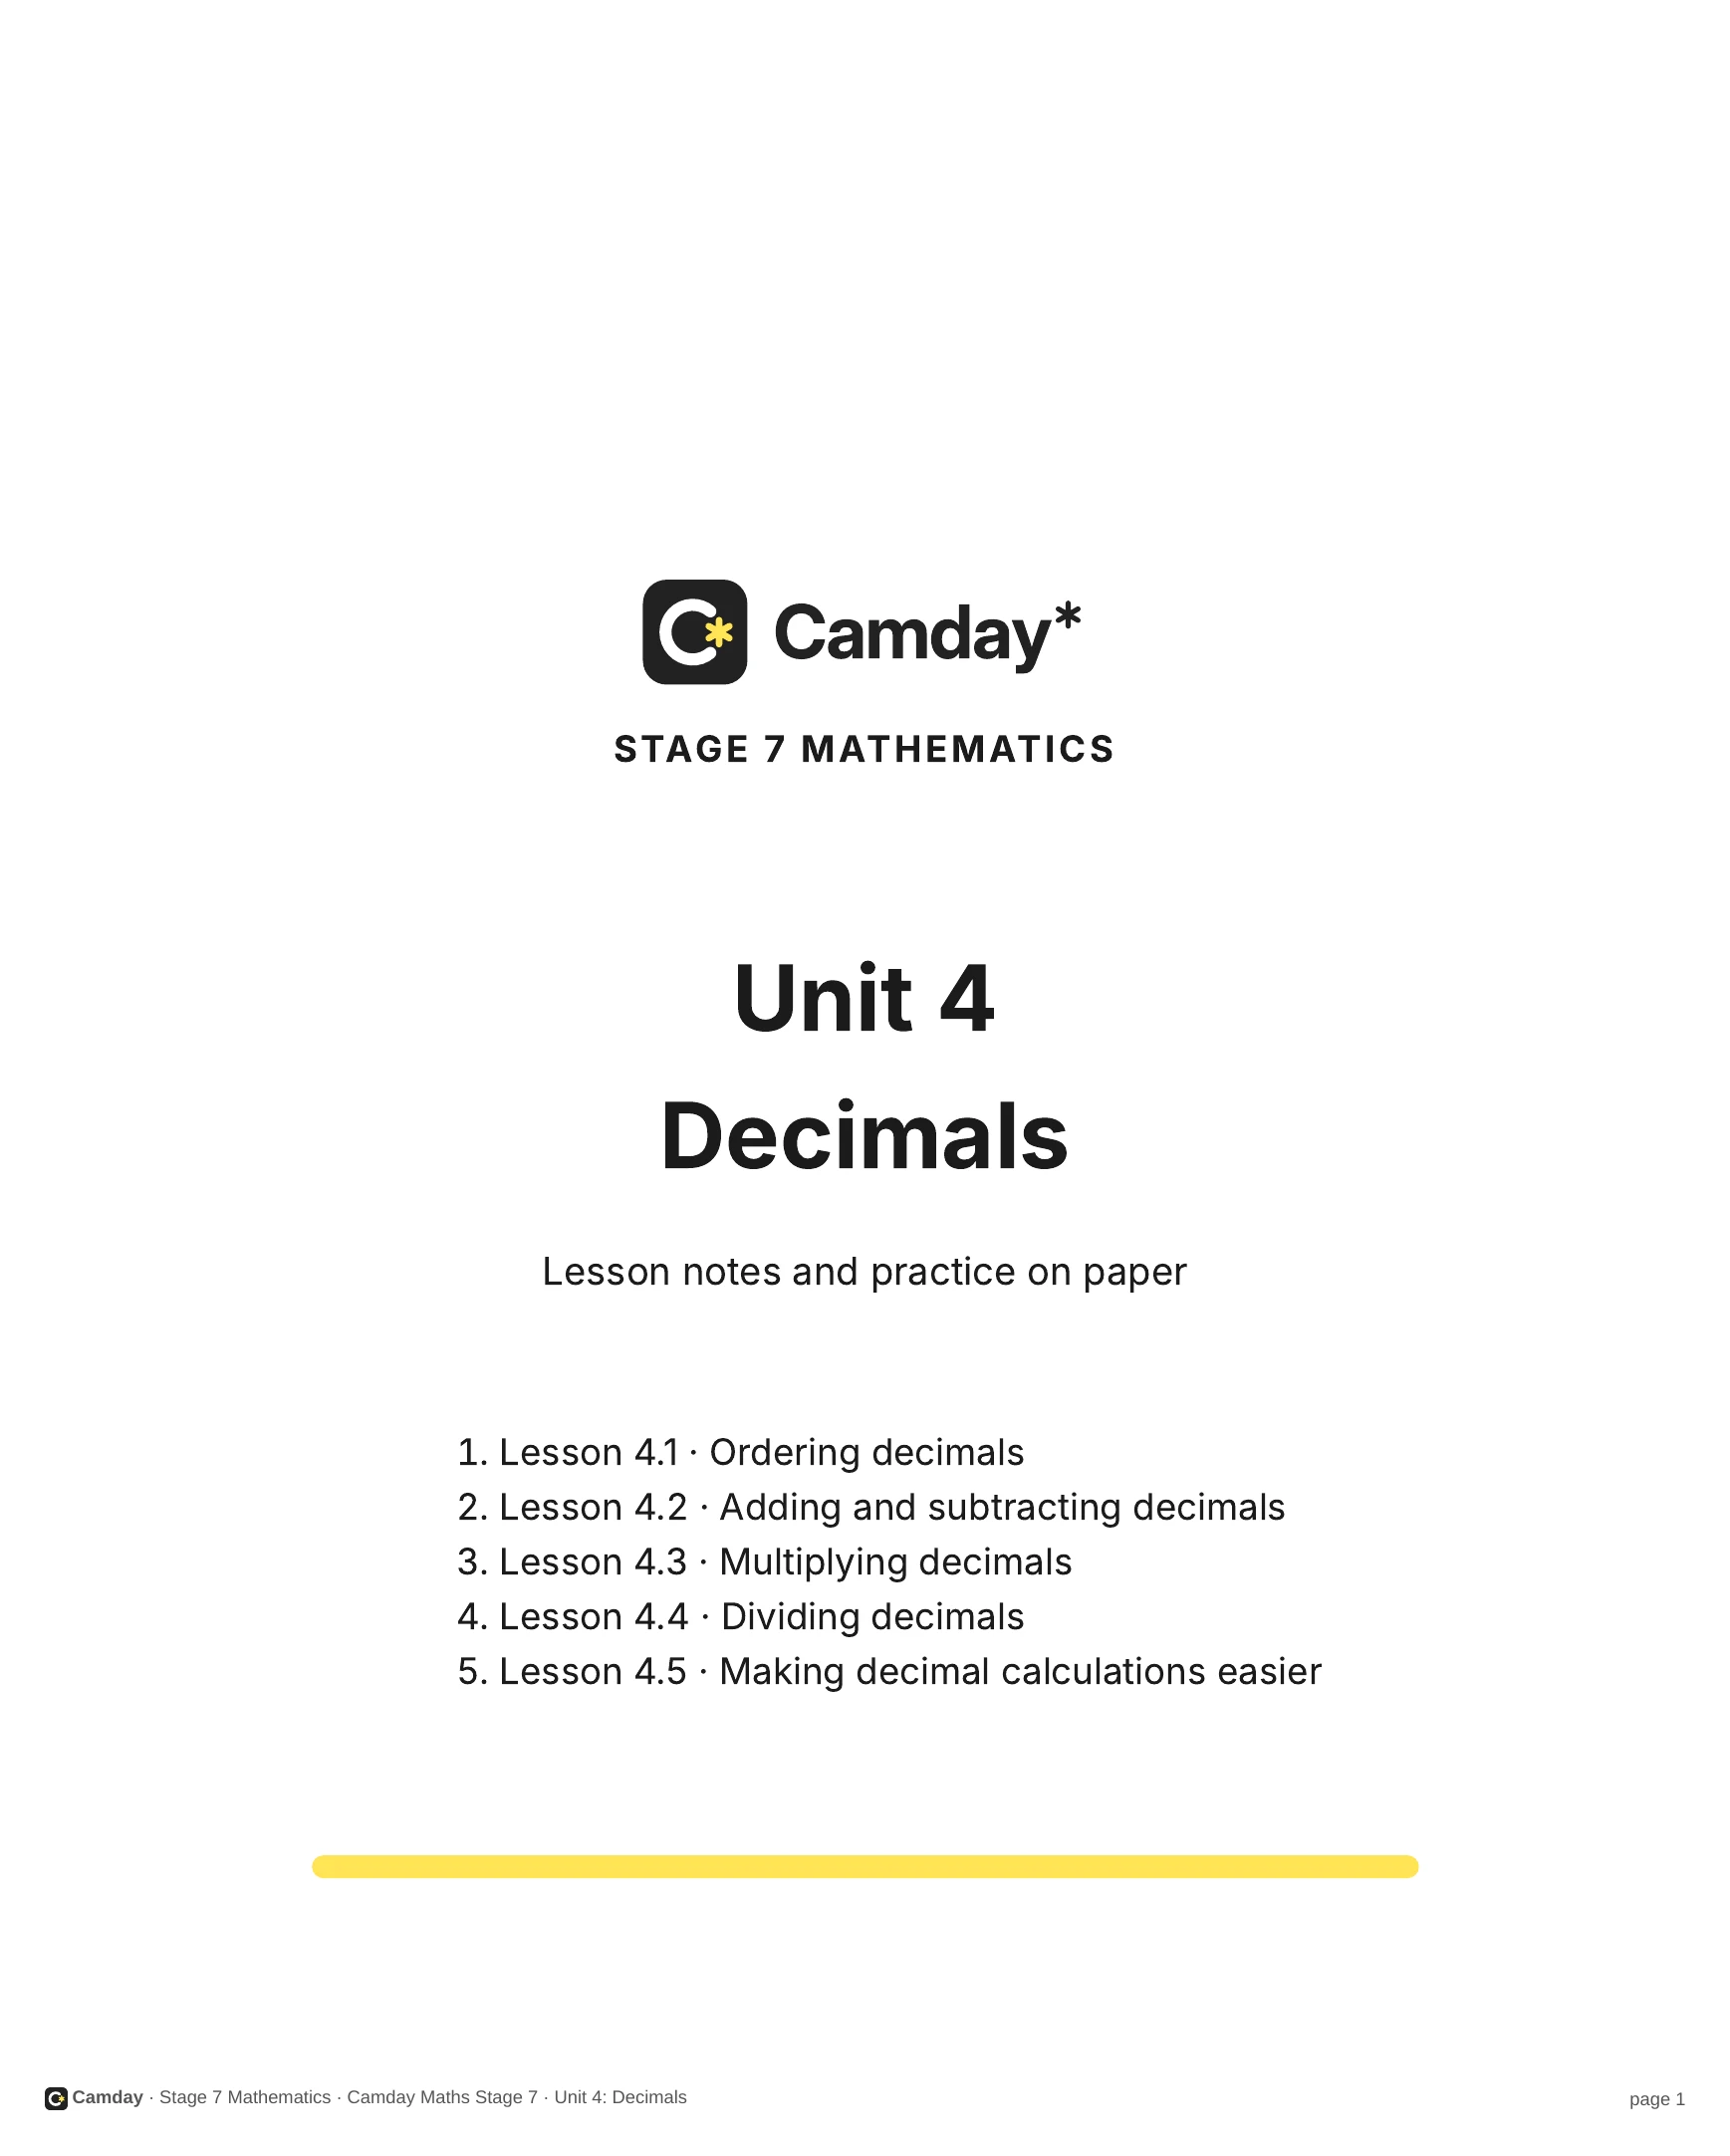 Camday*
STAGE 7 MATHEMATICS
Unit 4
Decimals
Lesson notes and practice on paper
1. Lesson 4.1 · Ordering decimals
2. Lesson 4.2 · Adding and subtracting decimals
3. Lesson 4.3 · Multiplying decimals
4. Lesson 4.4 · Dividing decimals
5. Lesson 4.5 · Making decimal calculations easier
Camday · Stage 7 Mathematics · Camday Maths Stage 7 · Unit 4: Decimals
page 1